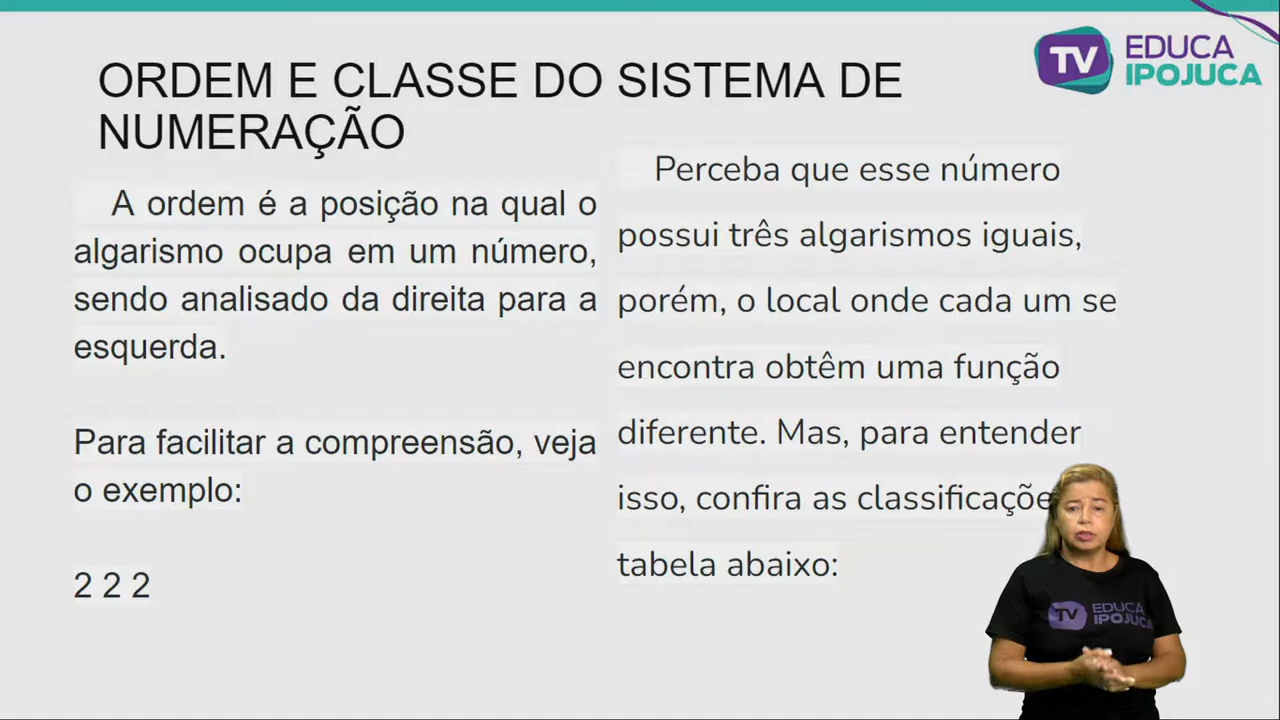 TV EDUCA
IPOJUCA
ORDEM E CLASSE DO SISTEMA DE
NUMERAÇÃO
A ordem é a posição na qual o
algarismo ocupa em um número,
sendo analisado da direita para a
esquerda.
Para facilitar a compreensão, veja
o exemplo:
2 2 2
Perceba que esse número
possui três algarismos iguais,
porém, o local onde cada um se
encontra obtêm uma função
diferente. Mas, para entender
isso, confira as
tabela abaixo:
TV EDUCA
IPOJUCA